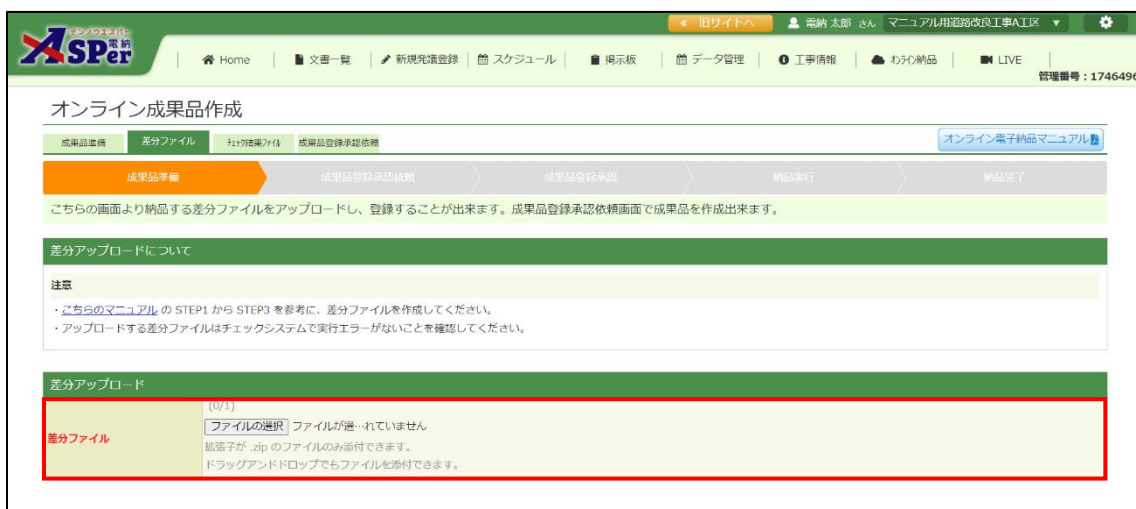 デンノウエスパー
ASPer 電納
« 旧サイトへ 電納 太郎 さん マニュアル用道路改良工事A工区 ▼
Home 文書一覧 新規発議登録 スケジュール 掲示板 データ管理 工事情報 オンライン納品 LIVE
管理番号：1746496
オンライン成果品作成
成果品準備 差分ファイル チェック結果ファイル 成果品登録承認依頼 オンライン電子納品マニュアル
成果品準備 成果品登録承認依頼 成果品登録承認 納品実行 納品完了
こちらの画面より納品する差分ファイルをアップロードし、登録することが出来ます。成果品登録承認依頼画面で成果品を作成出来ます。
差分アップロードについて
注意
・こちらのマニュアル の STEP1 から STEP3 を参考に、差分ファイルを作成してください。
・アップロードする差分ファイルはチェックシステムで実行エラーがないことを確認してください。
差分アップロード
(0/1)
差分ファイル ファイルの選択 ファイルが選…れていません
拡張子が .zip のファイルのみ添付できます。
ドラッグアンドドロップでもファイルを添付できます。